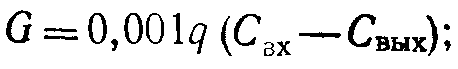 G = 0,001q (Cвх — Cвых);